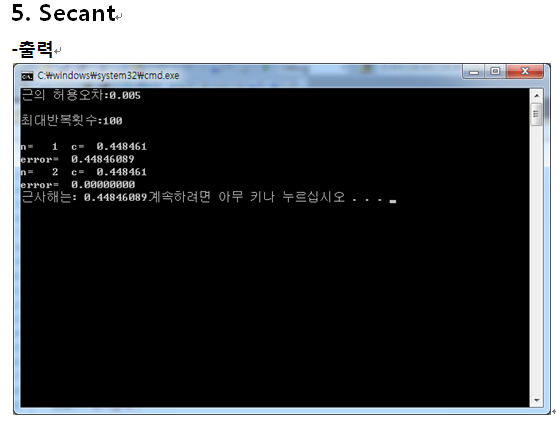 5. Secant
-출력
C:₩windows₩system32₩cmd.exe
근의 허용오차:0.005
최대반복횟수:100
n= 1 c= 0.448461
error= 0.44846089
n= 2 c= 0.448461
error= 0.00000000
근사해는: 0.44846089계속하려면 아무 키나 누르십시오 . . .